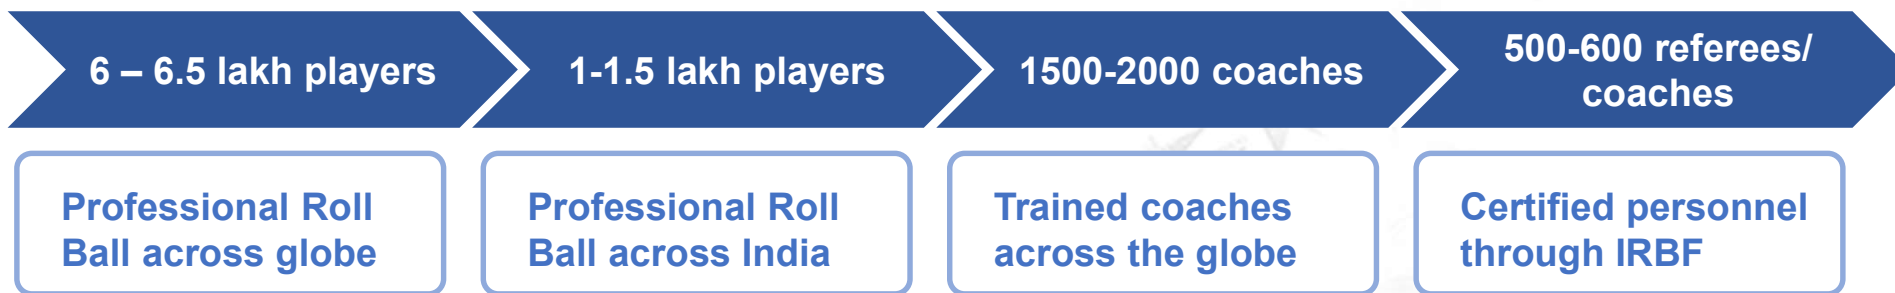 6 – 6.5 lakh players
1-1.5 lakh players
1500-2000 coaches
500-600 referees/
coaches
Professional Roll
Ball across globe
Professional Roll
Ball across India
Trained coaches
across the globe
Certified personnel
through IRBF